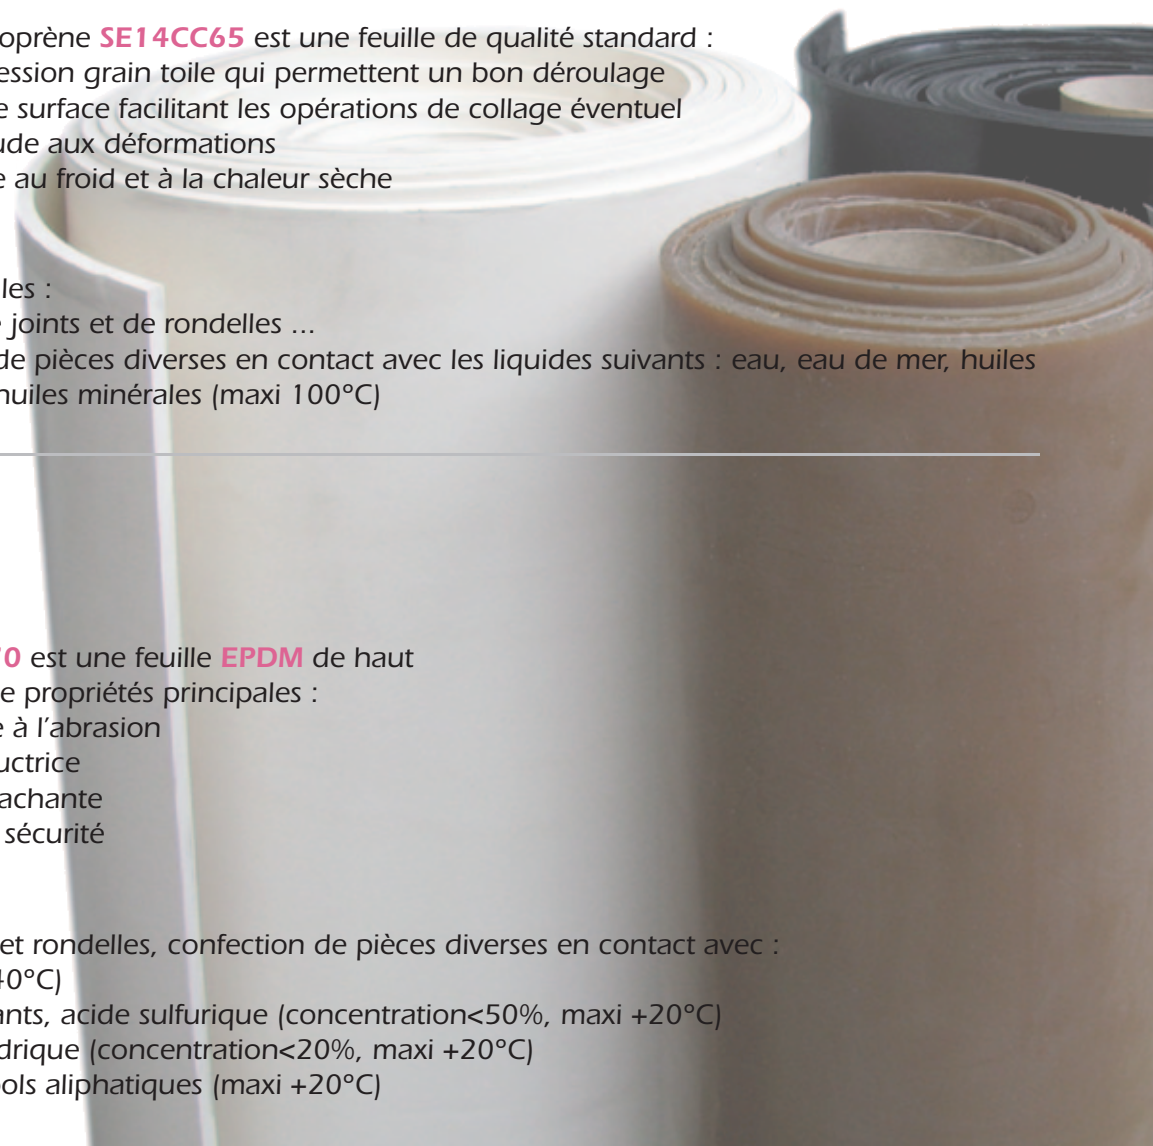 oprène SE14CC65 est une feuille de qualité standard :
ession grain toile qui permettent un bon déroulage
e surface facilitant les opérations de collage éventuel
ude aux déformations
e au froid et à la chaleur sèche
les :
e joints et de rondelles ...
de pièces diverses en contact avec les liquides suivants : eau, eau de mer, huiles
huiles minérales (maxi 100°C)
0 est une feuille EPDM de haut
e propriétés principales :
e à l'abrasion
uctrice
achante
sécurité
et rondelles, confection de pièces diverses en contact avec :
40°C)
ants, acide sulfurique (concentration<50%, maxi +20°C)
drique (concentration<20%, maxi +20°C)
ols aliphatiques (maxi +20°C)